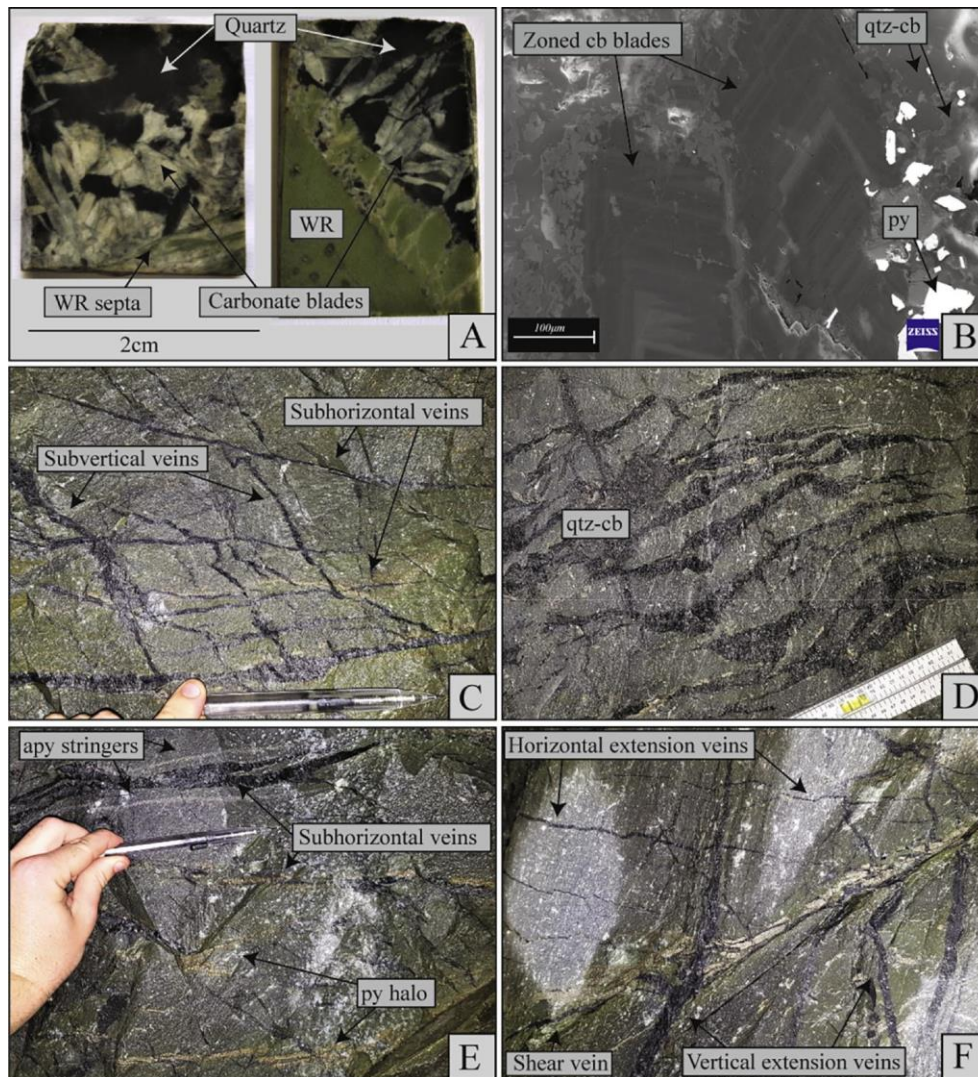 Quartz
WR
WR septa
Carbonate blades
2cm
A
Zoned cb blades
qtz-cb
py
100µm
ZEISS
B
Subhorizontal veins
Subvertical veins
C
qtz-cb
D
apy stringers
Subhorizontal veins
py halo
E
Horizontal extension veins
Shear vein
Vertical extension veins
F